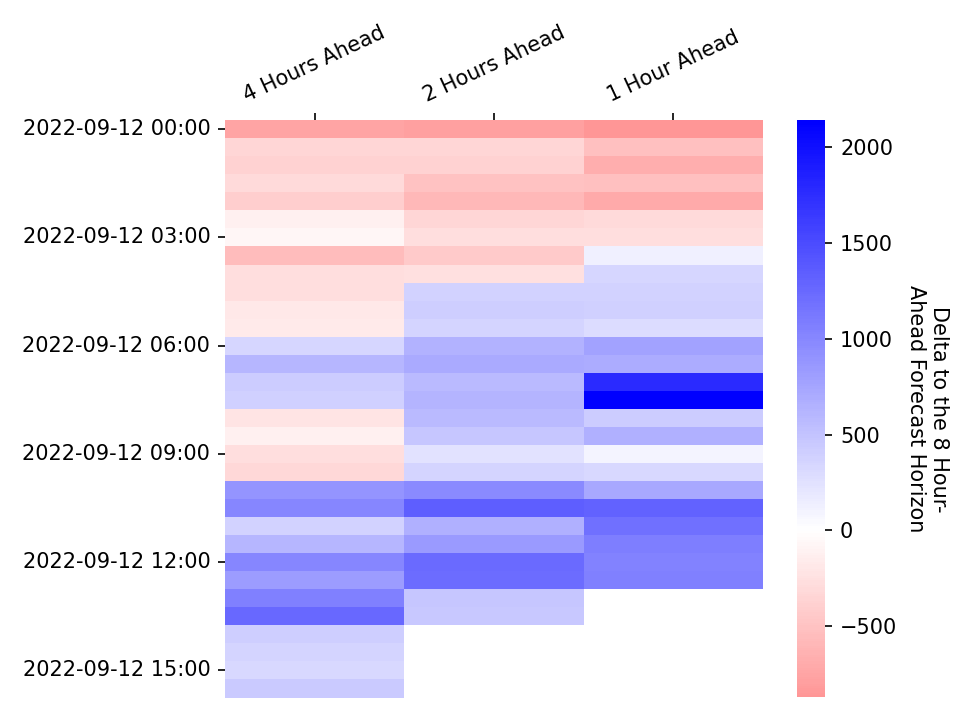 4 Hours Ahead
2 Hours Ahead
1 Hour Ahead
2022-09-12 00:00
2022-09-12 03:00
2022-09-12 06:00
2022-09-12 09:00
2022-09-12 12:00
2022-09-12 15:00
2000
1500
1000
500
0
−500
Delta to the 8 Hour-
Ahead Forecast Horizon